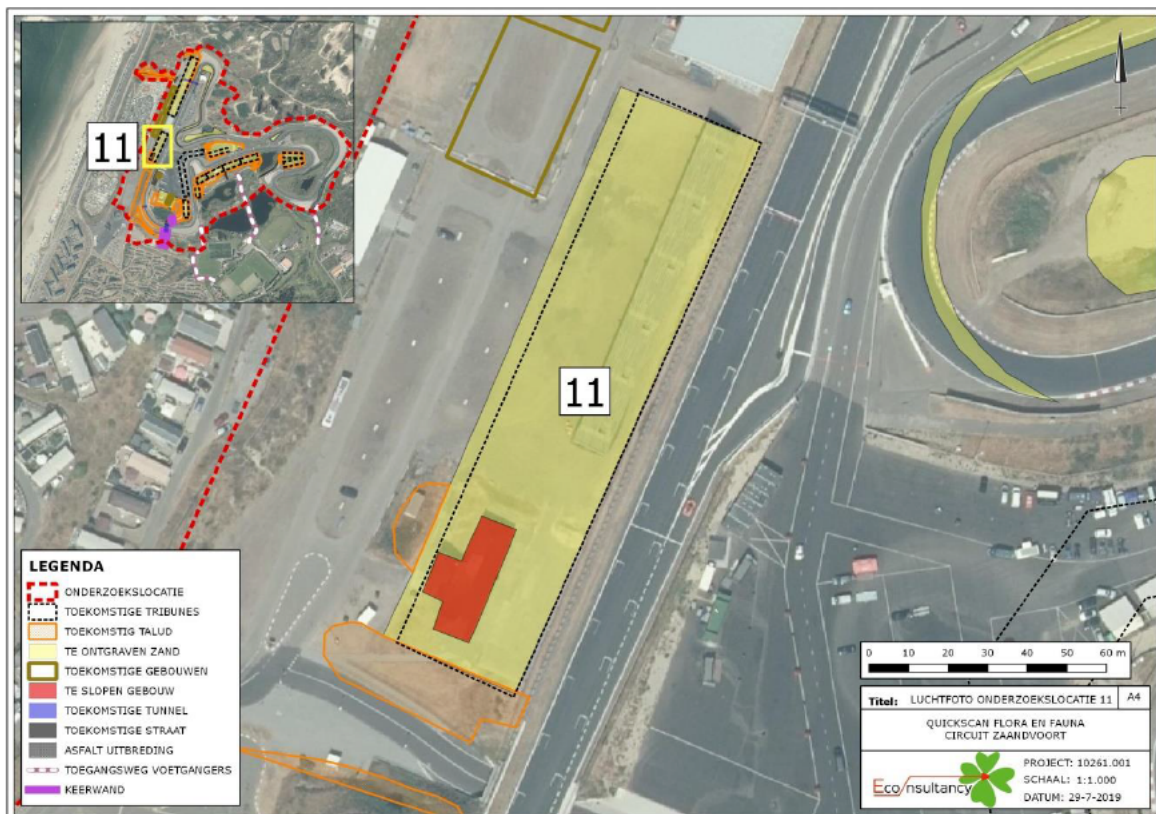 11
11
LEGENDA
ONDERZOEKSLOCATIE
TOEKOMSTIGE TRIBUNES
TOEKOMSTIG TALUD
TE ONTGRAVEN ZAND
TOEKOMSTIGE GEBOUWEN
TE SLOPEN GEBOUW
TOEKOMSTIGE TUNNEL
TOEKOMSTIGE STRAAT
ASFALT UITBREDING
TOEGANGSWEG VOETGANGERS
KEERWAND
0 10 20 30 40 50 60 m
Titel: LUCHTFOTO ONDERZOEKSLOCATIE 11 A4
QUICKSCAN FLORA EN FAUNA
CIRCUIT ZAANDVOORT
Econsultancy
PROJECT: 10261.001
SCHAAL: 1:1.000
DATUM: 29-7-2019